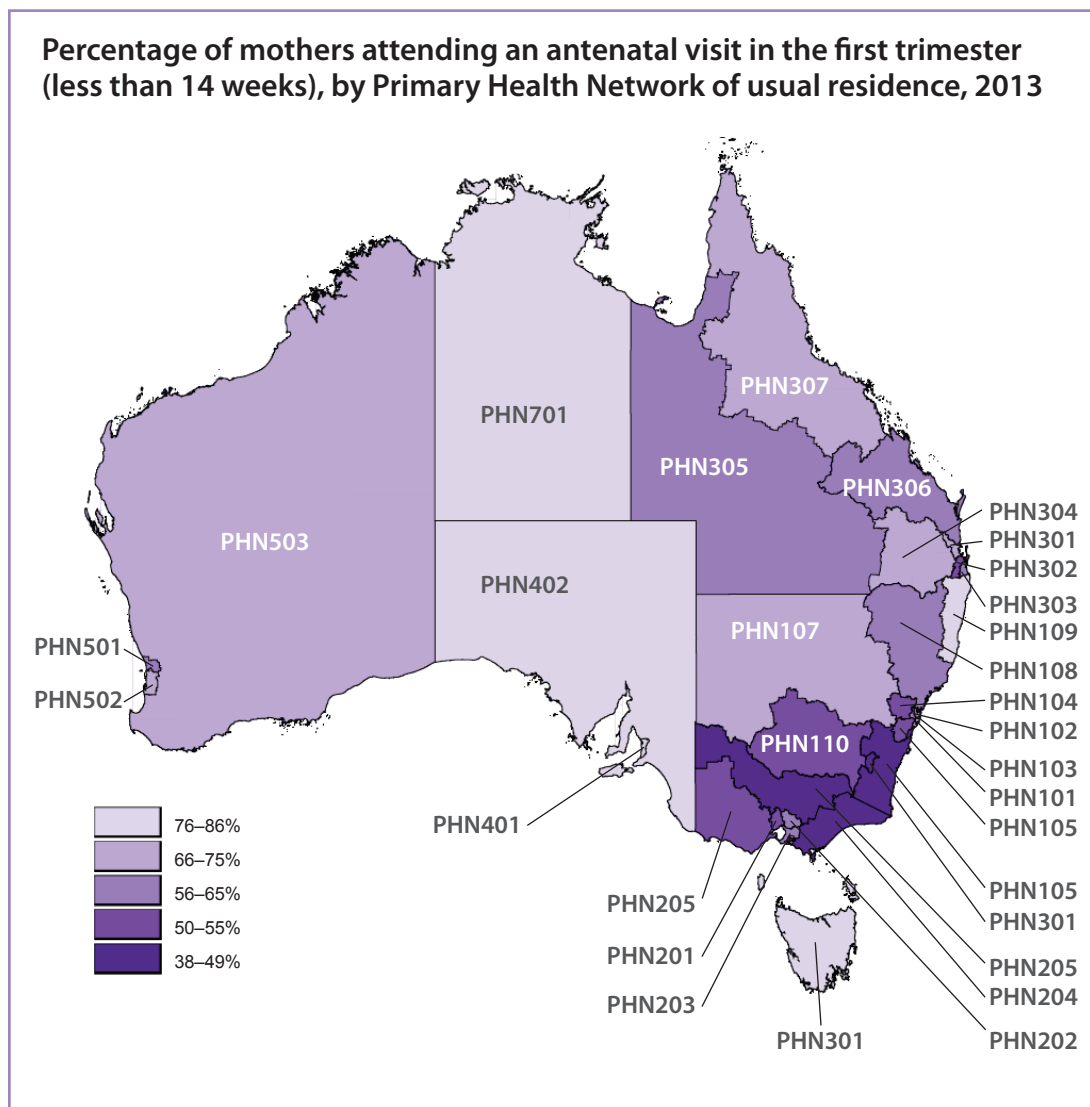 Percentage of mothers attending an antenatal visit in the first trimester
(less than 14 weeks), by Primary Health Network of usual residence, 2013
PHN307
PHN701
PHN305
PHN306
PHN304
PHN503
PHN301
PHN302
PHN402
PHN303
PHN109
PHN107
PHN501
PHN108
PHN502
PHN104
PHN102
PHN110
PHN103
PHN101
PHN401
PHN105
76–86%
66–75%
56–65%
50–55%
38–49%
PHN105
PHN205
PHN301
PHN201
PHN205
PHN204
PHN203
PHN301
PHN202